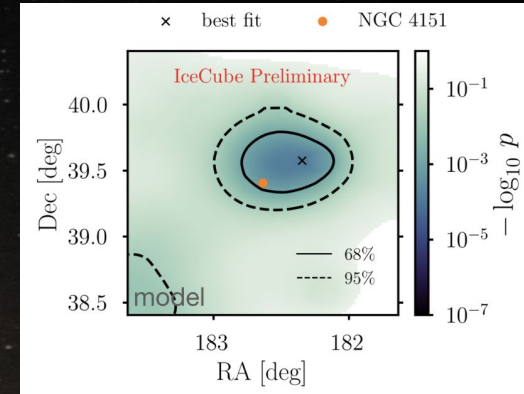 × best fit ● NGC 4151
IceCube Preliminary
40.0
39.5
39.0
38.5
Dec [deg]
68%
95%
model
183 182
RA [deg]
10⁻¹
10⁻³
10⁻⁵
10⁻⁷
− log₁₀ p